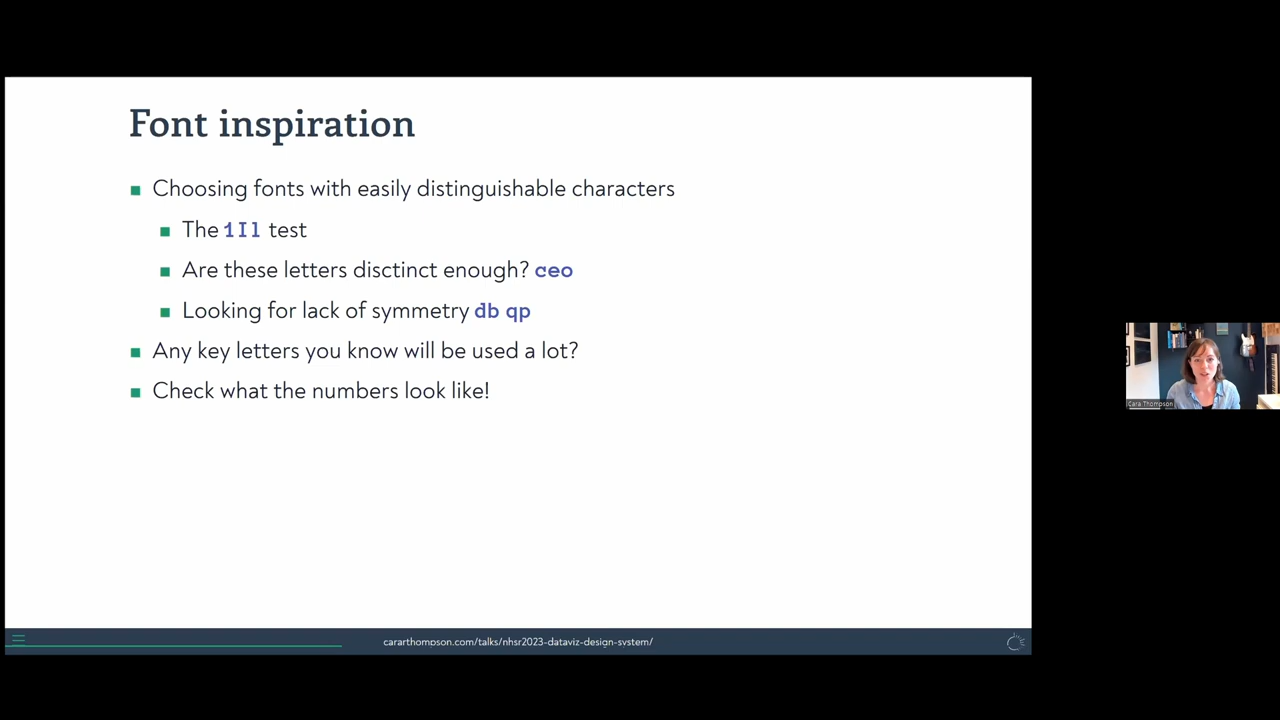 Font inspiration
Choosing fonts with easily distinguishable characters
The 1Il test
Are these letters disctinct enough? ceo
Looking for lack of symmetry db qp
Any key letters you know will be used a lot?
Check what the numbers look like!
Cara Thompson
cararthompson.com/talks/nhsr2023-dataviz-design-system/